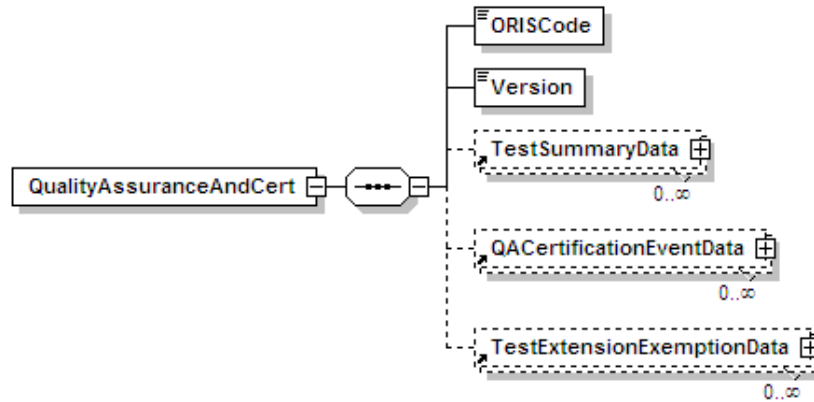 ORISCode
Version
TestSummaryData
0..∞
QualityAssuranceAndCert
QACertificationEventData
0..∞
TestExtensionExemptionData
0..∞